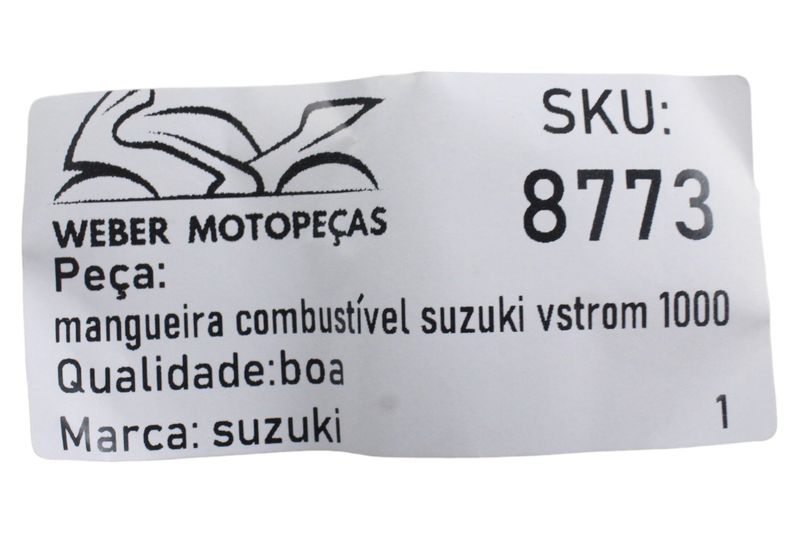 WEBER MOTOPEÇAS
SKU:
8773
Peça:
mangueira combustível suzuki vstrom 1000
Qualidade:boa
Marca: suzuki
1